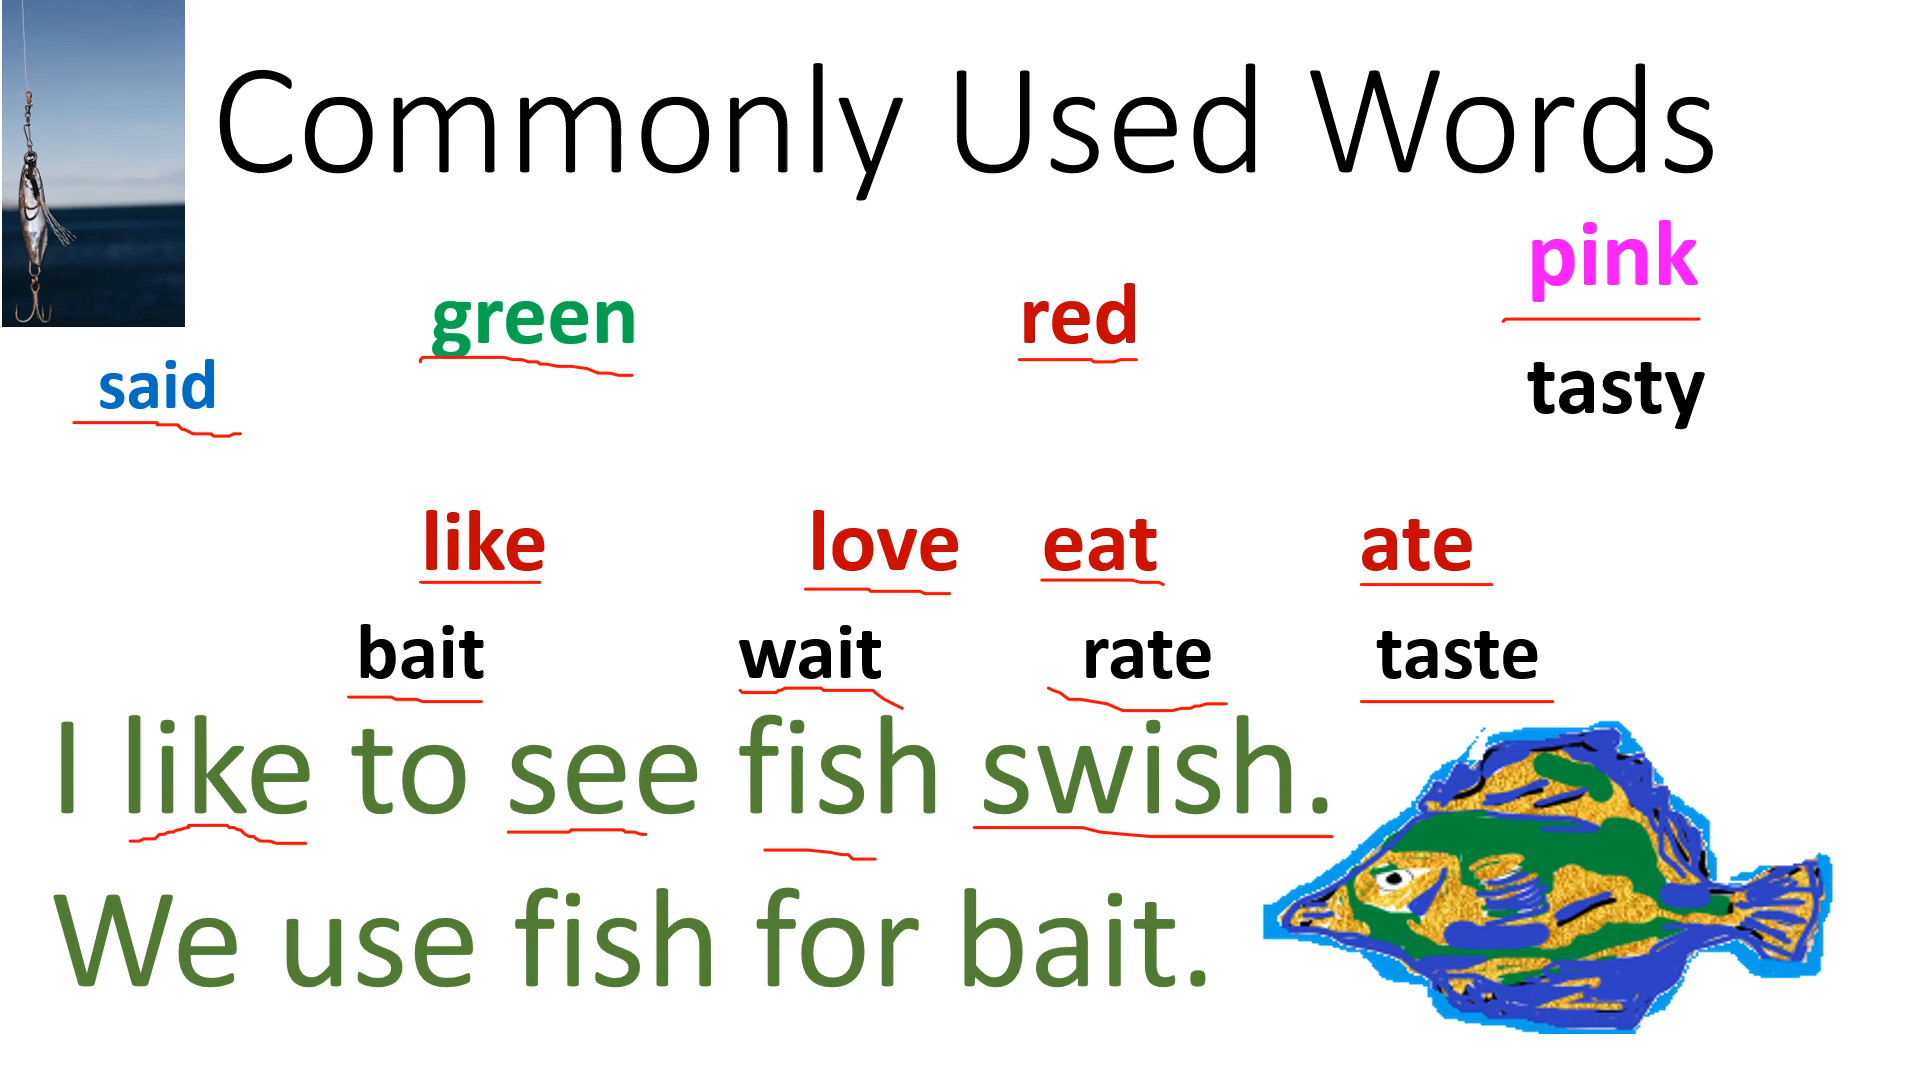 Commonly Used Words
pink
green red
said tasty
like love eat ate
bait wait rate taste
I like to see fish swish.
We use fish for bait.